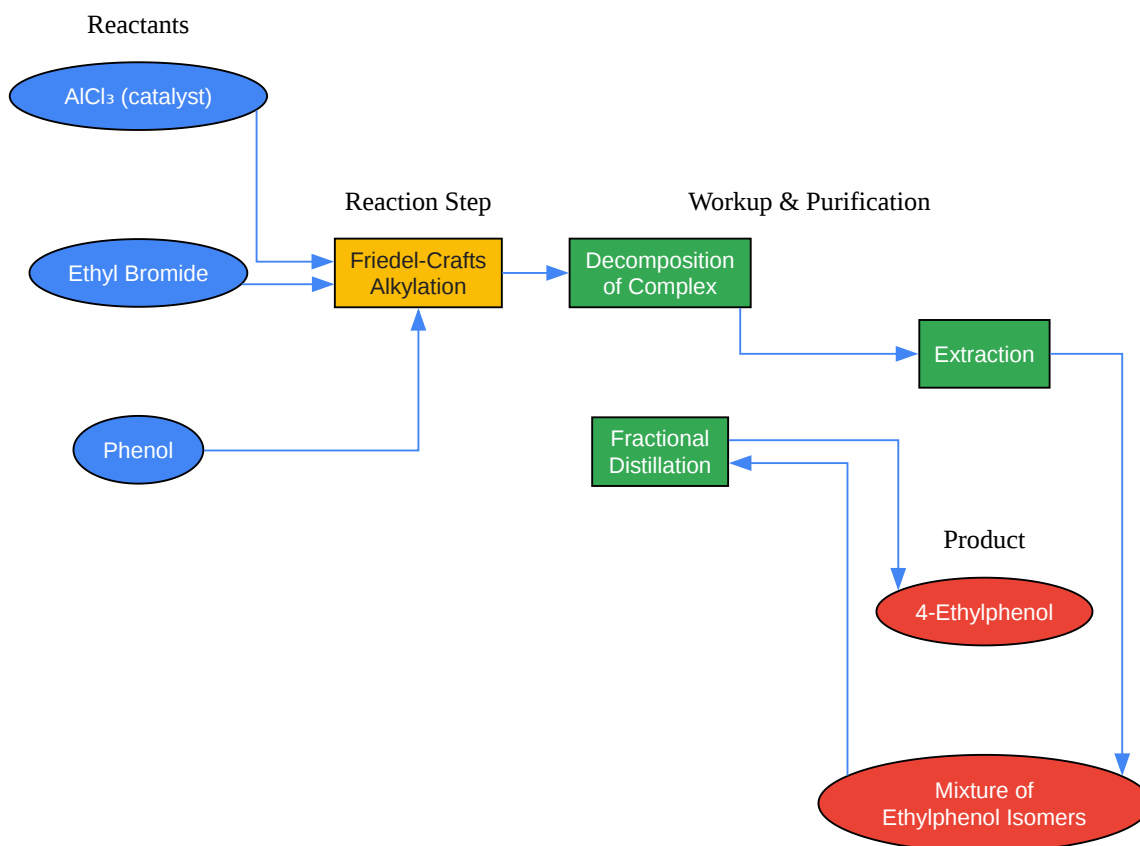 Reactants
AlCl₃ (catalyst)
Reaction Step
Workup & Purification
Ethyl Bromide
Friedel-Crafts
Alkylation
Decomposition
of Complex
Extraction
Phenol
Fractional
Distillation
Product
4-Ethylphenol
Mixture of
Ethylphenol Isomers